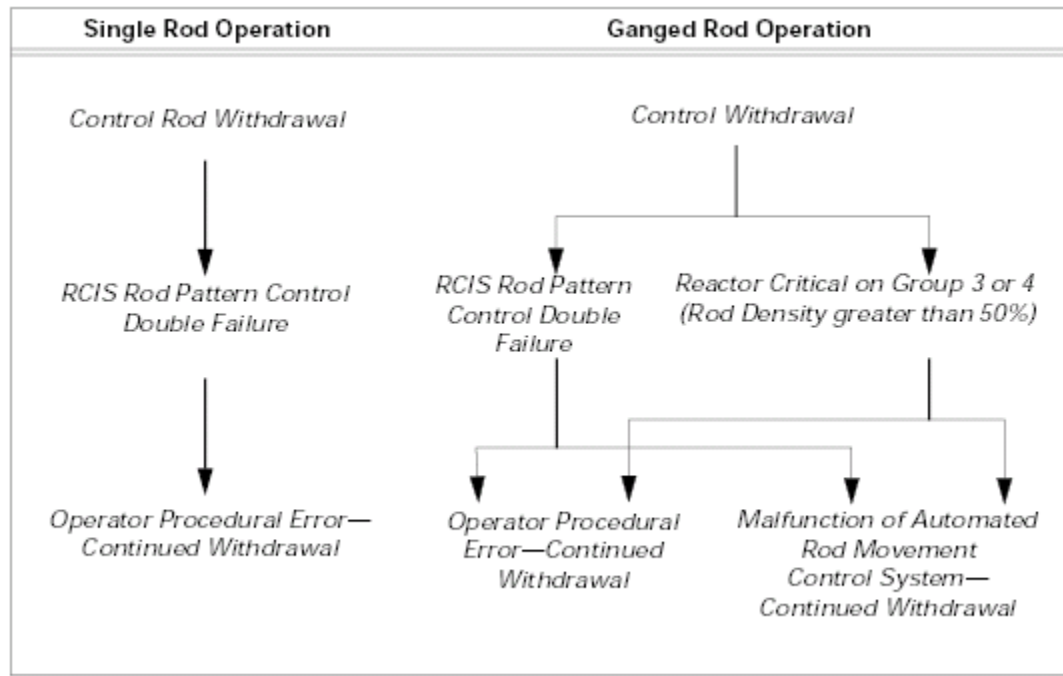 Single Rod Operation
Ganged Rod Operation
Control Rod Withdrawal
Control Withdrawal
RCIS Rod Pattern Control
Double Failure
RCIS Rod Pattern
Control Double
Failure
Reactor Critical on Group 3 or 4
(Rod Density greater than 50%)
Operator Procedural Error—
Continued Withdrawal
Operator Procedural
Error—Continued
Withdrawal
Malfunction of Automated
Rod Movement
Control System—
Continued Withdrawal